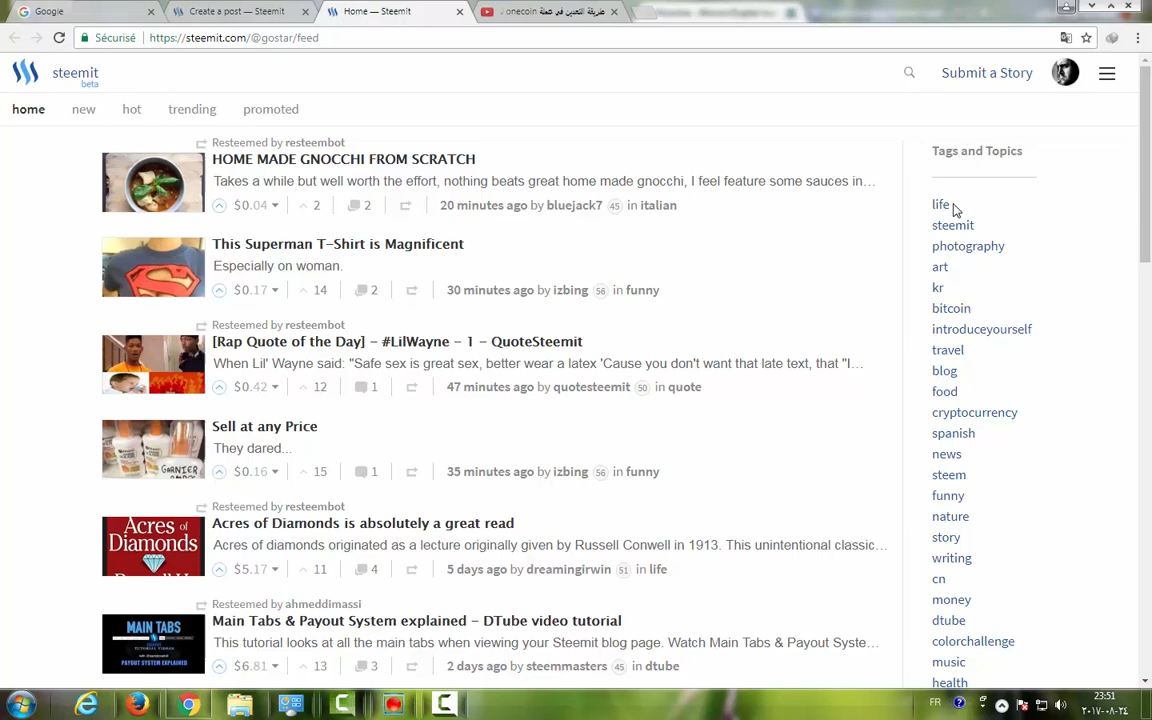 Google
Create a post — Steemit
Home — Steemit
طريقة التعدين في عملة onecoin
Sécurisé
https://steemit.com/@gostar/feed
steemit
beta
Submit a Story
home
new
hot
trending
promoted
Resteemed by resteembot
HOME MADE GNOCCHI FROM SCRATCH
Takes a while but well worth the effort, nothing beats great home made gnocchi, I feel feature some sauces in…
$0.04 2 2 20 minutes ago by bluejack7 45 in italian
This Superman T-Shirt is Magnificent
Especially on woman.
$0.17 14 2 30 minutes ago by izbing 56 in funny
Resteemed by resteembot
[Rap Quote of the Day] – #LilWayne – 1 – QuoteSteemit
When Lil' Wayne said: "Safe sex is great sex, better wear a latex 'Cause you don't want that late text, that "I…
$0.42 12 1 47 minutes ago by quotesteemit 50 in quote
Sell at any Price
They dared...
GARNIER
$0.16 15 1 35 minutes ago by izbing 56 in funny
Resteemed by resteembot
Acres of Diamonds is absolutely a great read
Acres of
Diamonds
Acres of diamonds originated as a lecture originally given by Russell Conwell in 1913. This unintentional classic…
$5.17 11 4 5 days ago by dreamingirwin 51 in life
Resteemed by ahmeddimassi
Main Tabs & Payout System explained – DTube video tutorial
MAIN TABS
PAYOUT SYSTEM EXPLAINED
This tutorial looks at all the main tabs when viewing your Steemit blog page. Watch Main Tabs & Payout Syste…
$6.81 13 3 2 days ago by steemmasters 45 in dtube
Tags and Topics
life
steemit
photography
art
kr
bitcoin
introduceyourself
travel
blog
food
cryptocurrency
spanish
news
steem
funny
nature
story
writing
cn
money
dtube
colorchallenge
music
health
FR
23:51
٢٠١٧-٠٨-٢٤